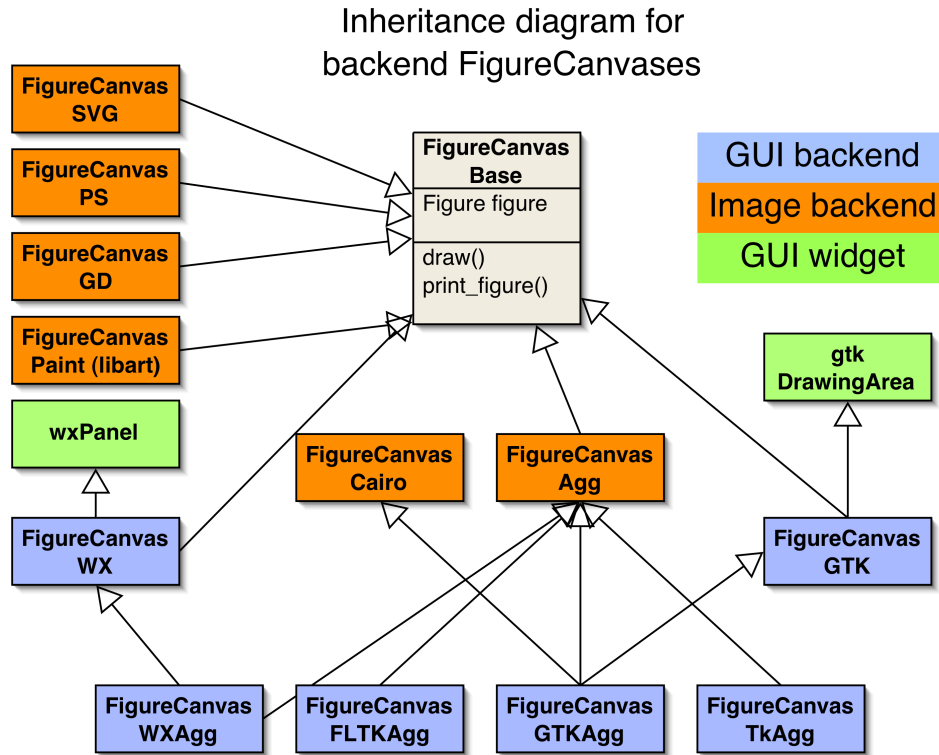 Inheritance diagram for
backend FigureCanvases
FigureCanvas
SVG
FigureCanvas
PS
FigureCanvas
GD
FigureCanvas
Paint (libart)
FigureCanvas
Base
Figure figure
draw()
print_figure()
GUI backend
Image backend
GUI widget
gtk
DrawingArea
wxPanel
FigureCanvas
Cairo
FigureCanvas
Agg
FigureCanvas
WX
FigureCanvas
GTK
FigureCanvas
WXAgg
FigureCanvas
FLTKAgg
FigureCanvas
GTKAgg
FigureCanvas
TkAgg